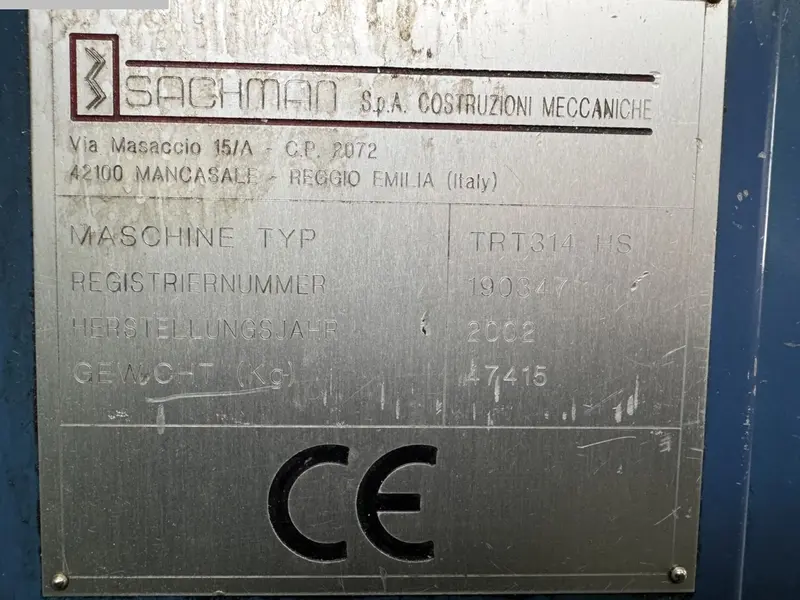 SACHMAN S.p.A. COSTRUZIONI MECCANICHE
Via Masaccio 15/A - C.P. 2072
42100 MANCASALE - REGGIO EMILIA (Italy)
MASCHINE TYP TRT314 HS
REGISTRIERNUMMER 190347
HERSTELLUNGSJAHR 2002
GEWICHT (Kg) 47415
CE